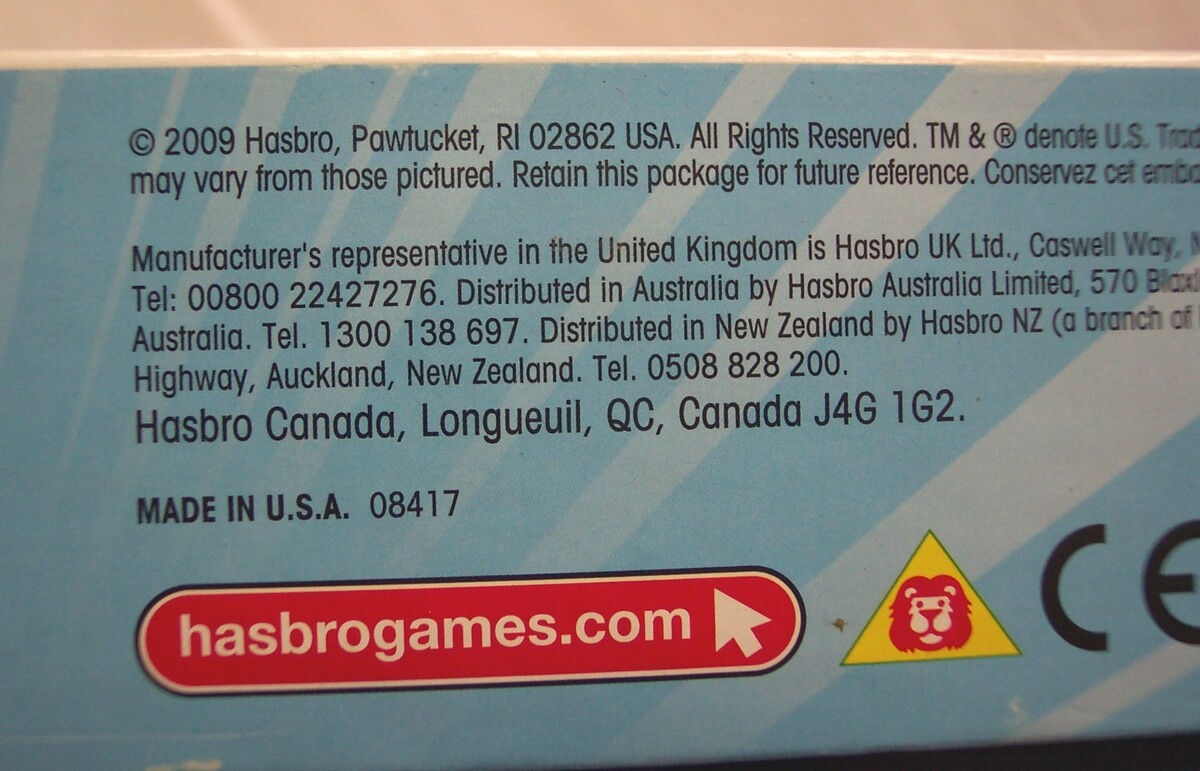 © 2009 Hasbro, Pawtucket, RI 02862 USA. All Rights Reserved. TM & ® denote U.S.
may vary from those pictured. Retain this package for future reference. Conservez cet
Manufacturer's representative in the United Kingdom is Hasbro UK Ltd., Caswell Way,
Tel: 00800 22427276. Distributed in Australia by Hasbro Australia Limited, 570
Australia. Tel. 1300 138 697. Distributed in New Zealand by Hasbro NZ (a branch of
Highway, Auckland, New Zealand. Tel. 0508 828 200.
Hasbro Canada, Longueuil, QC, Canada J4G 1G2.
MADE IN U.S.A. 08417
hasbrogames.com
CE